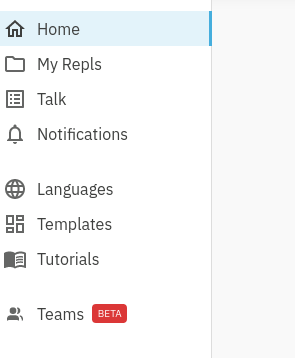 Home
My Repls
Talk
Notifications
Languages
Templates
Tutorials
Teams BETA